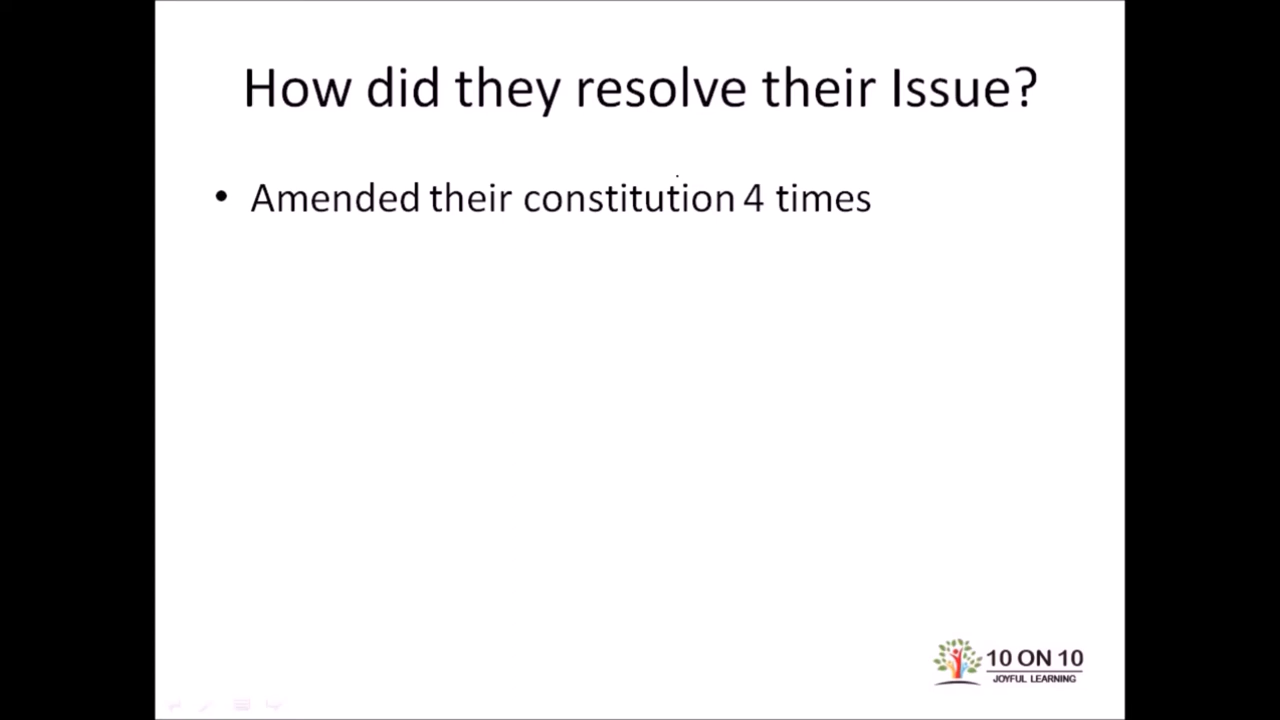 How did they resolve their Issue?
• Amended their constitution 4 times
10 ON 10
JOYFUL LEARNING